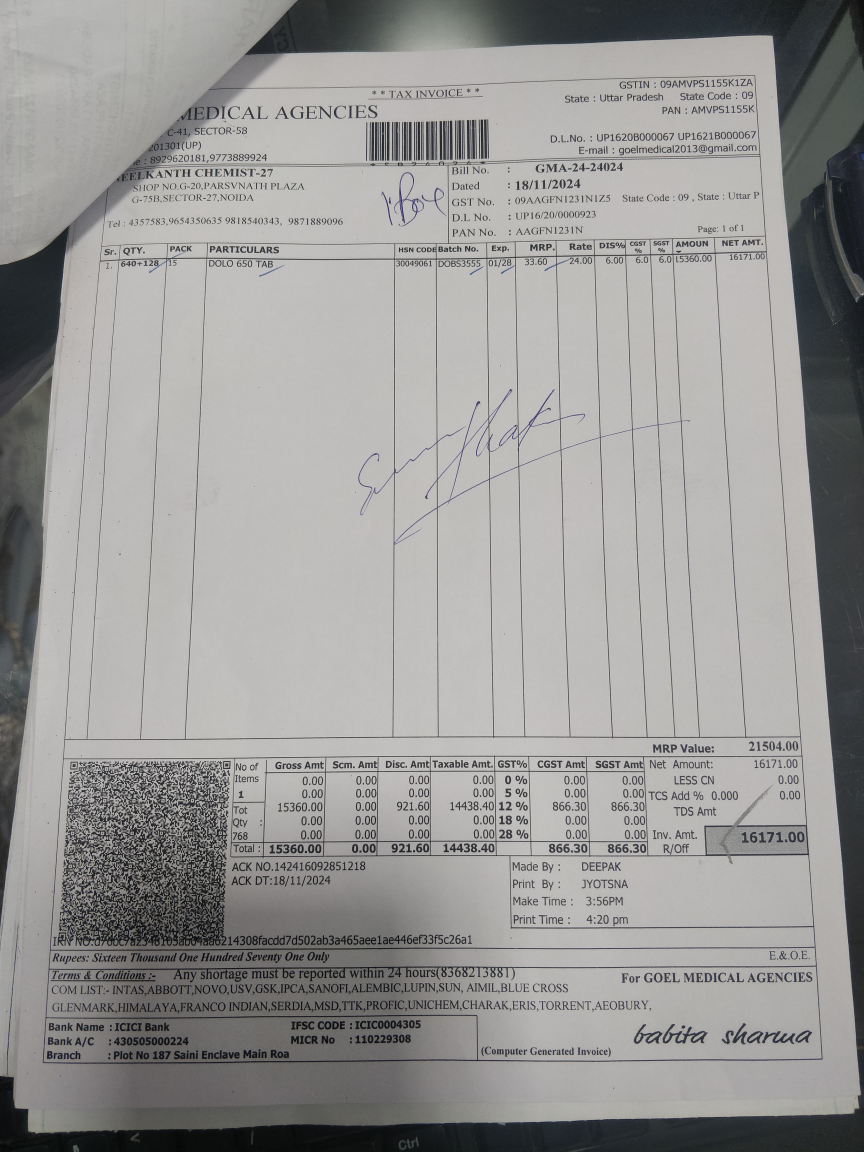 * * TAX INVOICE * *
GSTIN : 09AMVPS1155K1ZA
State : Uttar Pradesh State Code : 09
PAN : AMVPS1155K
MEDICAL AGENCIES
C-41, SECTOR-58
201301(UP)
: 8929620181,9773889924
D.L.No. : UP1620B000067 UP1621B000067
E-mail : goelmedical2013@gmail.com
EELKANTH CHEMIST-27
SHOP NO.G-20,PARSVNATH PLAZA
G-75B,SECTOR-27,NOIDA
Tel : 4357583,9654350635 9818540343, 9871889096
1 Box
Bill No. : GMA-24-24024
Dated : 18/11/2024
GST No. : 09AAGFN1231N1Z5 State Code : 09 , State : Uttar P
D.L No. : UP16/20/0000923
PAN No. : AAGFN1231N
Page: 1 of 1
Sr. QTY. PACK PARTICULARS HSN CODE Batch No. Exp. MRP. Rate DIS% CGST % SGST % AMOUN NET AMT.
1. 640+128 15 DOLO 650 TAB 30049061 DOBS3555 01/28 33.60 24.00 6.00 6.0 6.0 15360.00 16171.00
MRP Value: 21504.00
No of Items 1
Tot Qty : 768
Gross Amt Scm. Amt Disc. Amt Taxable Amt. GST% CGST Amt SGST Amt
0.00 0.00 0.00 0.00 0 % 0.00 0.00
0.00 0.00 0.00 0.00 5 % 0.00 0.00
15360.00 0.00 921.60 14438.40 12 % 866.30 866.30
0.00 0.00 0.00 0.00 18 % 0.00 0.00
0.00 0.00 0.00 0.00 28 % 0.00 0.00
Total : 15360.00 0.00 921.60 14438.40 866.30 866.30
Net Amount: 16171.00
LESS CN 0.00
TCS Add % 0.000 0.00
TDS Amt
Inv. Amt. 16171.00
R/Off
ACK NO.142416092851218
ACK DT:18/11/2024
Made By : DEEPAK
Print By : JYOTSNA
Make Time : 3:56PM
Print Time : 4:20 pm
IRN NO.
Rupees: Sixteen Thousand One Hundred Seventy One Only
E.&O.E.
Terms & Conditions :- Any shortage must be reported within 24 hours(8368213881)
COM LIST:- INTAS,ABBOTT,NOVO,USV,GSK,IPCA,SANOFI,ALEMBIC,LUPIN,SUN, AIMIL,BLUE CROSS
GLENMARK,HIMALAYA,FRANCO INDIAN,SERDIA,MSD,TTK,PROFIC,UNICHEM,CHARAK,ERIS,TORRENT,AEOBURY,
For GOEL MEDICAL AGENCIES
Bank Name : ICICI Bank IFSC CODE : ICIC0004305
Bank A/C : 430505000224 MICR No : 110229308
Branch : Plot No 187 Saini Enclave Main Roa
(Computer Generated Invoice)
babita sharma
Ctrl